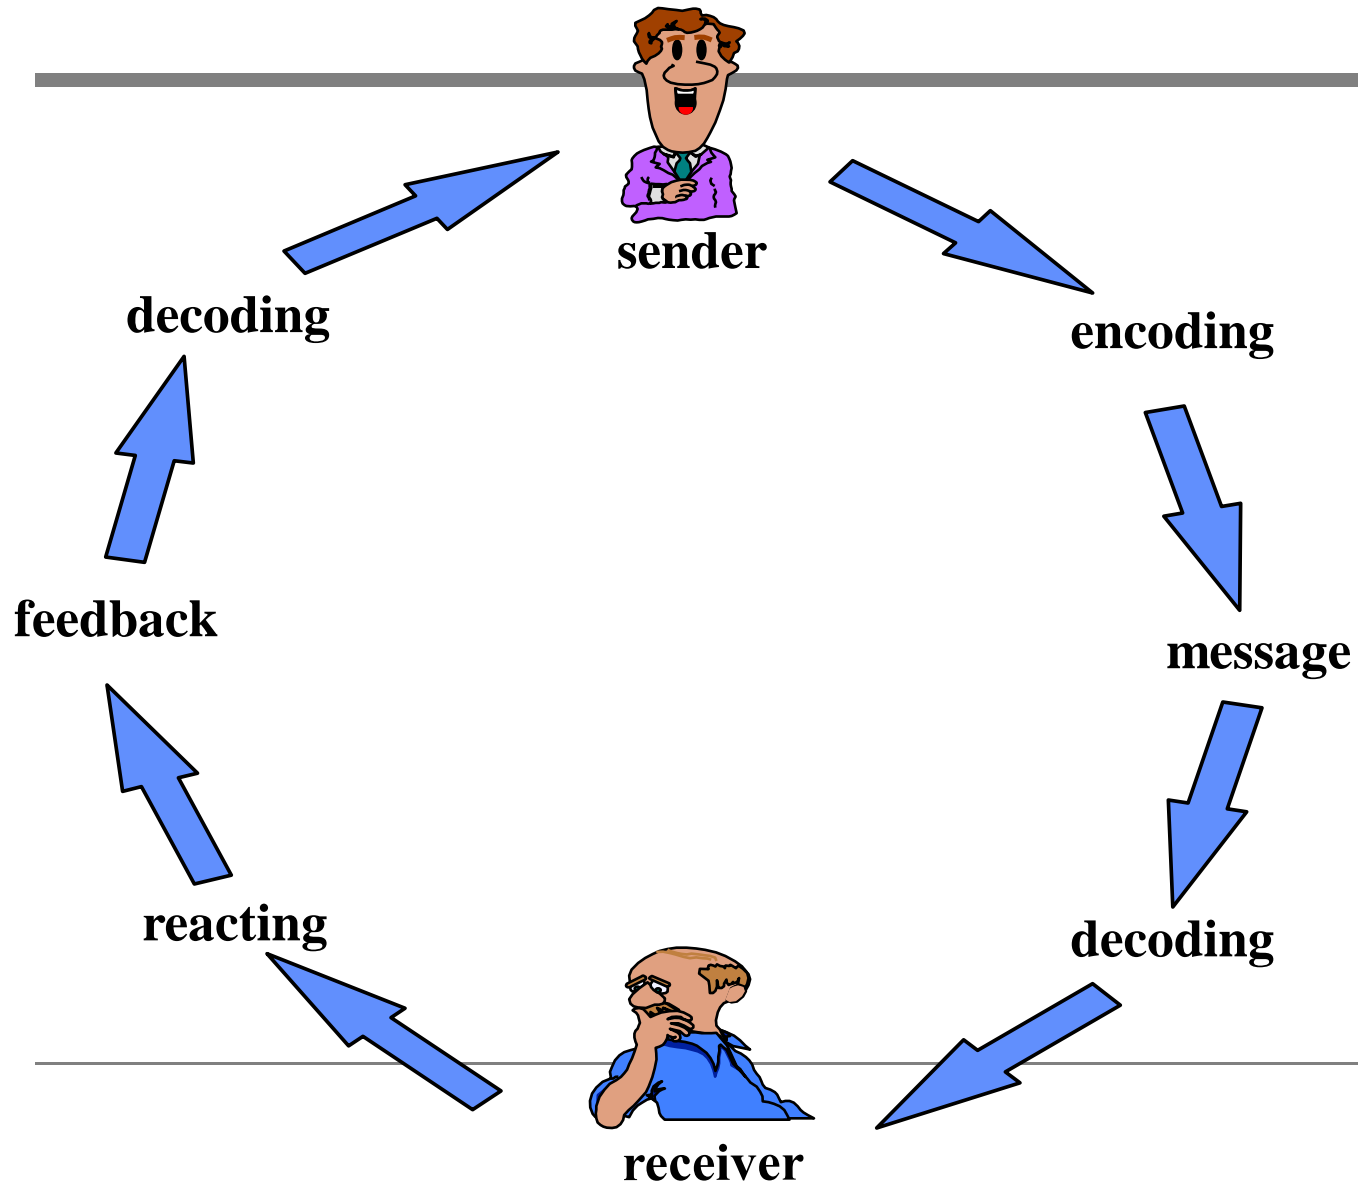 sender
decoding
encoding
feedback
message
reacting
decoding
receiver